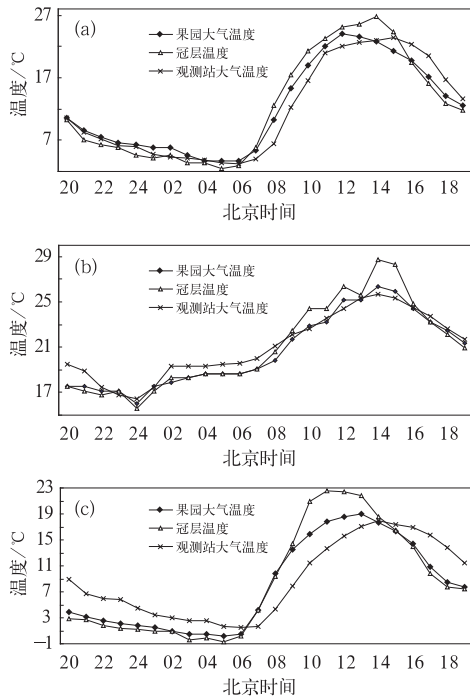 (a)
果园大气温度
冠层温度
观测站大气温度
温度/℃
27
17
7
20 22 24 02 04 06 08 10 12 14 16 18
北京时间
(b)
果园大气温度
冠层温度
观测站大气温度
温度/℃
29
25
21
17
20 22 24 02 04 06 08 10 12 14 16 18
北京时间
(c)
果园大气温度
冠层温度
观测站大气温度
温度/℃
23
19
15
11
7
3
−1
20 22 24 02 04 06 08 10 12 14 16 18
北京时间